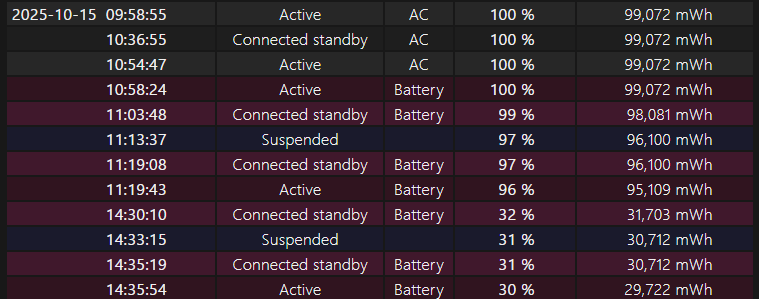 2025-10-15 09:58:55 Active AC 100 % 99,072 mWh
10:36:55 Connected standby AC 100 % 99,072 mWh
10:54:47 Active AC 100 % 99,072 mWh
10:58:24 Active Battery 100 % 99,072 mWh
11:03:48 Connected standby Battery 99 % 98,081 mWh
11:13:37 Suspended 97 % 96,100 mWh
11:19:08 Connected standby Battery 97 % 96,100 mWh
11:19:43 Active Battery 96 % 95,109 mWh
14:30:10 Connected standby Battery 32 % 31,703 mWh
14:33:15 Suspended 31 % 30,712 mWh
14:35:19 Connected standby Battery 31 % 30,712 mWh
14:35:54 Active Battery 30 % 29,722 mWh